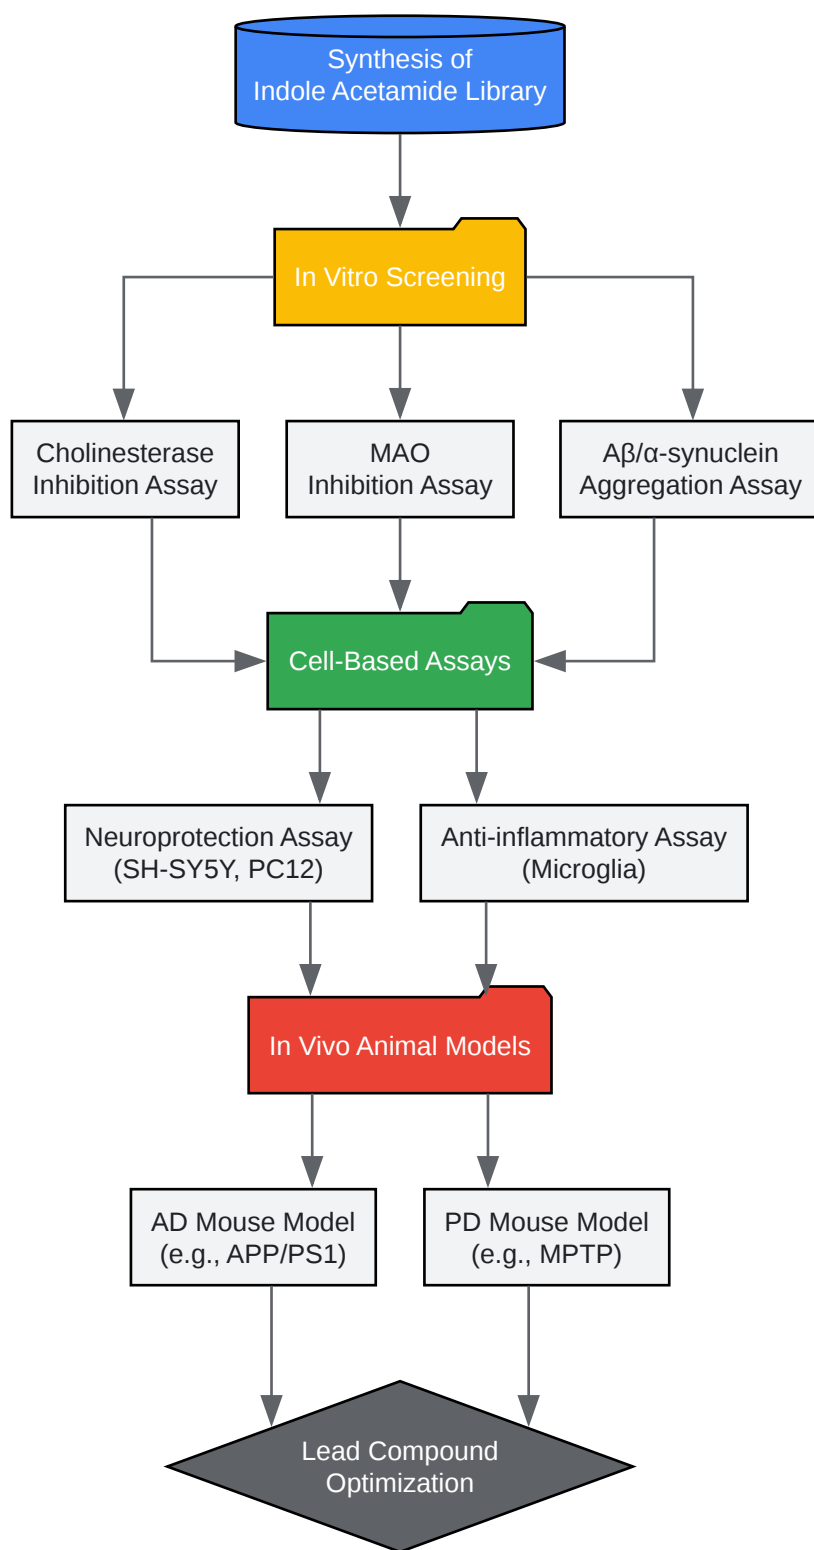 Synthesis of
Indole Acetamide Library
In Vitro Screening
Cholinesterase
Inhibition Assay
MAO
Inhibition Assay
Aβ/α-synuclein
Aggregation Assay
Cell-Based Assays
Neuroprotection Assay
(SH-SY5Y, PC12)
Anti-inflammatory Assay
(Microglia)
In Vivo Animal Models
AD Mouse Model
(e.g., APP/PS1)
PD Mouse Model
(e.g., MPTP)
Lead Compound
Optimization